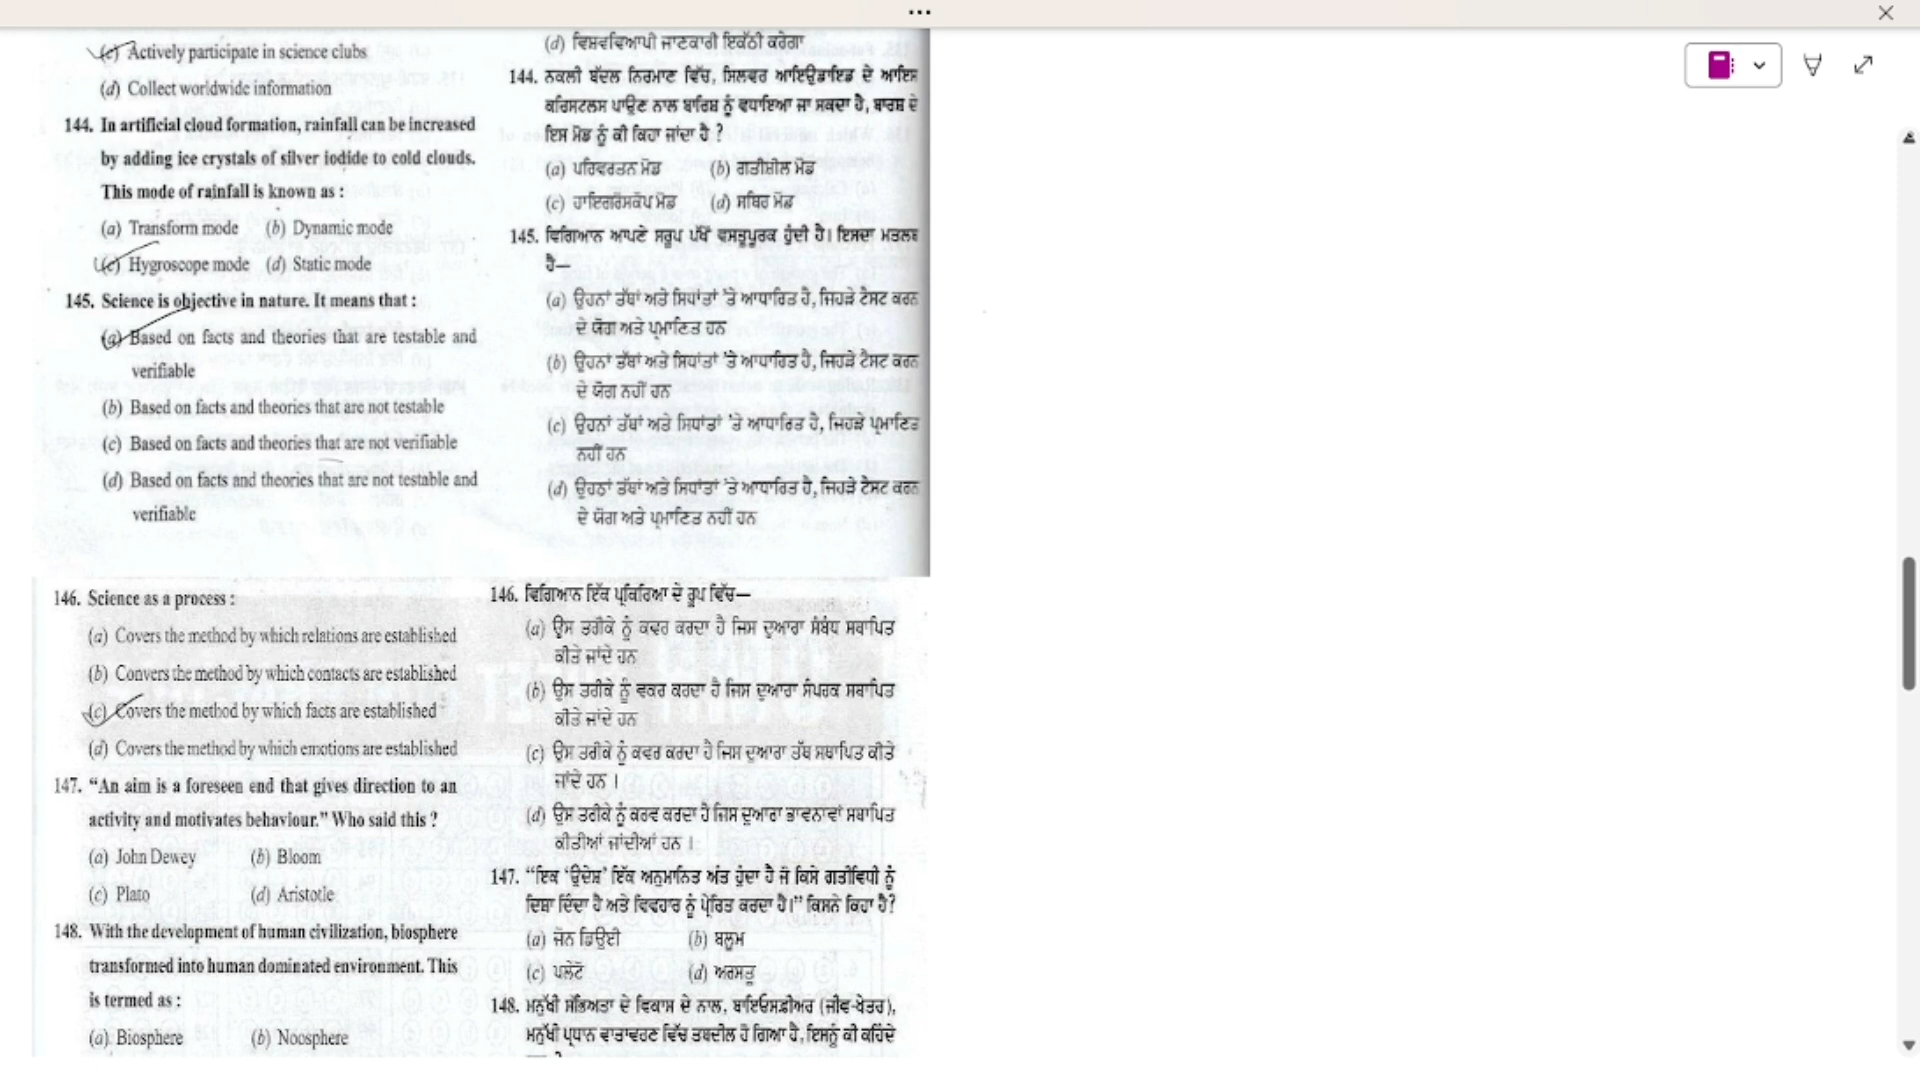 (c) Actively participate in science clubs
(d) Collect worldwide information
144. In artificial cloud formation, rainfall can be increased
by adding ice crystals of silver iodide to cold clouds.
This mode of rainfall is known as :
(a) Transform mode (b) Dynamic mode
(c) Hygroscope mode (d) Static mode
145. Science is objective in nature. It means that :
(a) Based on facts and theories that are testable and
verifiable
(b) Based on facts and theories that are not testable
(c) Based on facts and theories that are not verifiable
(d) Based on facts and theories that are not testable and
verifiable
(d) ਵਿਸ਼ਵਵਿਆਪੀ ਜਾਣਕਾਰੀ ਇਕੱਠੀ ਕਰੇਗਾ
144. ਨਕਲੀ ਬੱਦਲ ਨਿਰਮਾਣ ਵਿੱਚ, ਸਿਲਵਰ ਆਇਉਡਾਇਡ ਦੇ ਆਇਸ
ਕਰਿਸਟਲਸ ਪਾਉਣ ਨਾਲ ਬਾਰਿਸ਼ ਨੂੰ ਵਧਾਇਆ ਜਾ ਸਕਦਾ ਹੈ, ਬਾਰਸ਼ ਦੇ
ਇਸ ਮੋਡ ਨੂੰ ਕੀ ਕਿਹਾ ਜਾਂਦਾ ਹੈ ?
(a) ਪਰਿਵਰਤਨ ਮੋਡ (b) ਗਤੀਸ਼ੀਲ ਮੋਡ
(c) ਹਾਇਗਰੋਸਕੋਪ ਮੋਡ (d) ਸਥਿਰ ਮੋਡ
145. ਵਿਗਿਆਨ ਆਪਣੇ ਸਰੂਪ ਪੱਖੋਂ ਵਸਤੂਪੂਰਕ ਹੁੰਦੀ ਹੈ। ਇਸਦਾ ਮਤਲਬ
ਹੈ—
(a) ਉਹਨਾਂ ਤੱਥਾਂ ਅਤੇ ਸਿਧਾਂਤਾਂ 'ਤੇ ਆਧਾਰਿਤ ਹੈ, ਜਿਹੜੇ ਟੈਸਟ ਕਰਨ
ਦੇ ਯੋਗ ਅਤੇ ਪ੍ਰਮਾਣਿਤ ਹਨ
(b) ਉਹਨਾਂ ਤੱਥਾਂ ਅਤੇ ਸਿਧਾਂਤਾਂ 'ਤੇ ਆਧਾਰਿਤ ਹੈ, ਜਿਹੜੇ ਟੈਸਟ ਕਰਨ
ਦੇ ਯੋਗ ਨਹੀਂ ਹਨ
(c) ਉਹਨਾਂ ਤੱਥਾਂ ਅਤੇ ਸਿਧਾਂਤਾਂ 'ਤੇ ਆਧਾਰਿਤ ਹੈ, ਜਿਹੜੇ ਪ੍ਰਮਾਣਿਤ
ਨਹੀਂ ਹਨ
(d) ਉਹਨਾਂ ਤੱਥਾਂ ਅਤੇ ਸਿਧਾਂਤਾਂ 'ਤੇ ਆਧਾਰਿਤ ਹੈ, ਜਿਹੜੇ ਟੈਸਟ ਕਰਨ
ਦੇ ਯੋਗ ਅਤੇ ਪ੍ਰਮਾਣਿਤ ਨਹੀਂ ਹਨ
146. Science as a process :
(a) Covers the method by which relations are established
(b) Convers the method by which contacts are established
(c) Covers the method by which facts are established
(d) Covers the method by which emotions are established
147. “An aim is a foreseen end that gives direction to an
activity and motivates behaviour.” Who said this ?
(a) John Dewey (b) Bloom
(c) Plato (d) Aristotle
148. With the development of human civilization, biosphere
transformed into human dominated environment. This
is termed as :
(a) Biosphere (b) Noosphere
146. ਵਿਗਿਆਨ ਇੱਕ ਪ੍ਰਕਿਰਿਆ ਦੇ ਰੂਪ ਵਿੱਚ—
(a) ਉਸ ਤਰੀਕੇ ਨੂੰ ਕਵਰ ਕਰਦਾ ਹੈ ਜਿਸ ਦੁਆਰਾ ਸੰਬੰਧ ਸਥਾਪਿਤ
ਕੀਤੇ ਜਾਂਦੇ ਹਨ
(b) ਉਸ ਤਰੀਕੇ ਨੂੰ ਵਕਰ ਕਰਦਾ ਹੈ ਜਿਸ ਦੁਆਰਾ ਸੰਪਰਕ ਸਥਾਪਿਤ
ਕੀਤੇ ਜਾਂਦੇ ਹਨ
(c) ਉਸ ਤਰੀਕੇ ਨੂੰ ਕਵਰ ਕਰਦਾ ਹੈ ਜਿਸ ਦੁਆਰਾ ਤੱਥ ਸਥਾਪਿਤ ਕੀਤੇ
ਜਾਂਦੇ ਹਨ ।
(d) ਉਸ ਤਰੀਕੇ ਨੂੰ ਕਰਵ ਕਰਦਾ ਹੈ ਜਿਸ ਦੁਆਰਾ ਭਾਵਨਾਵਾਂ ਸਥਾਪਿਤ
ਕੀਤੀਆਂ ਜਾਂਦੀਆਂ ਹਨ ।
147. “ਇਕ ‘ਉਦੇਸ਼’ ਇੱਕ ਅਨੁਮਾਨਿਤ ਅੰਤ ਹੁੰਦਾ ਹੈ ਜੋ ਕਿਸੇ ਗਤੀਵਿਧੀ ਨੂੰ
ਦਿਸ਼ਾ ਦਿੰਦਾ ਹੈ ਅਤੇ ਵਿਵਹਾਰ ਨੂੰ ਪ੍ਰੇਰਿਤ ਕਰਦਾ ਹੈ।” ਕਿਸਨੇ ਕਿਹਾ ਹੈ?
(a) ਜੋਨ ਡਿਊਈ (b) ਬਲੂਮ
(c) ਪਲੇਟੋ (d) ਅਰਸਤੂ
148. ਮਨੁੱਖੀ ਸੱਭਿਅਤਾ ਦੇ ਵਿਕਾਸ ਦੇ ਨਾਲ, ਬਾਇਓਸਫ਼ੀਅਰ (ਜੀਵ-ਖੇਤਰ),
ਮਨੁੱਖੀ ਪ੍ਰਧਾਨ ਵਾਤਾਵਰਣ ਵਿੱਚ ਤਬਦੀਲ ਹੋ ਗਿਆ ਹੈ, ਇਸਨੂੰ ਕੀ ਕਹਿੰਦੇ